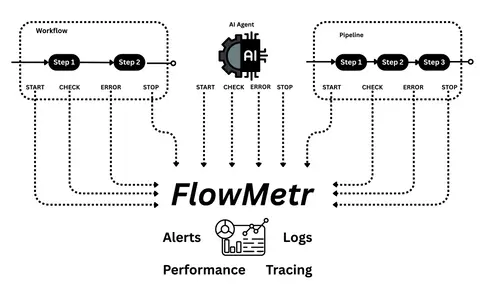 Workflow
Step 1
Step 2
START
CHECK
ERROR
STOP
AI Agent
AI
START
CHECK
ERROR
STOP
Pipeline
Step 1
Step 2
Step 3
START
CHECK
ERROR
STOP
FlowMetr
Alerts
Logs
Performance
Tracing